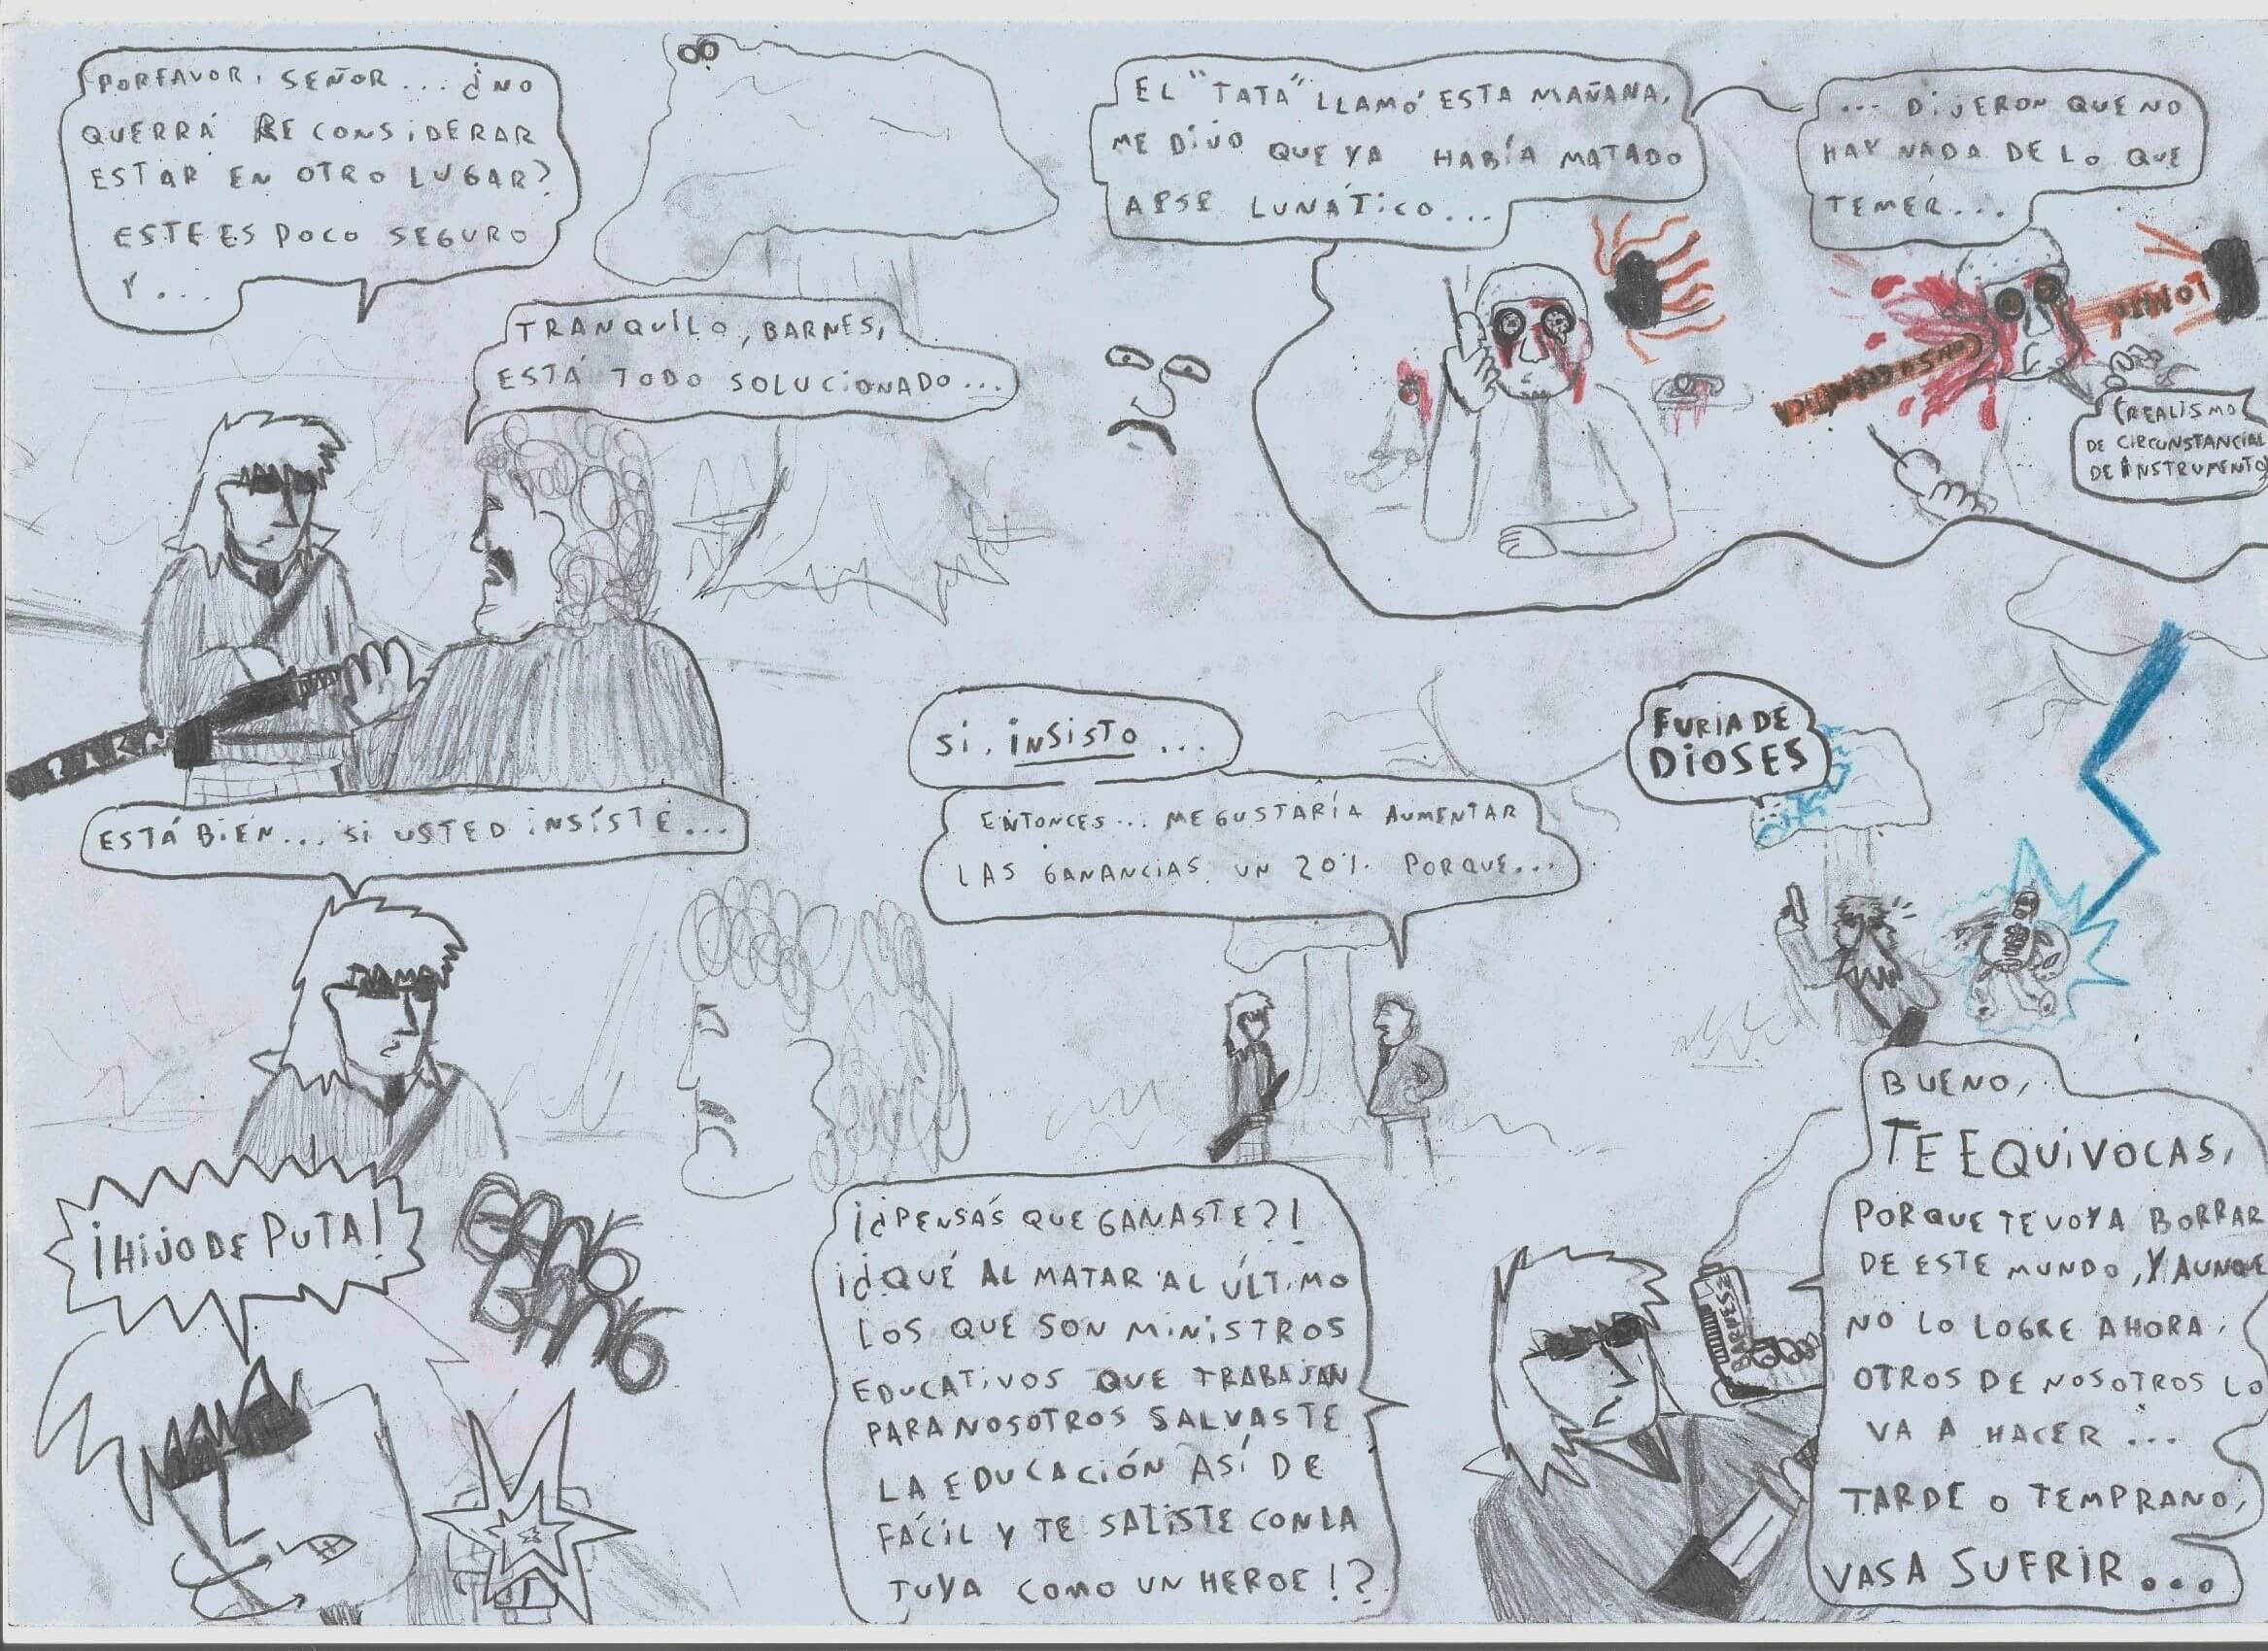 PORFAVOR, SEÑOR... ¿NO
QUERRÁ RECONSIDERAR
ESTAR EN OTRO LUGAR?
ESTE ES POCO SEGURO
Y...
TRANQUILO, BARNES,
ESTÁ TODO SOLUCIONADO...
EL "TATA" LLAMÓ ESTA MAÑANA,
ME DIJO QUE YA HABÍA MATADO
A ESE LUNÁTICO...
... DIJERON QUE NO
HAY NADA DE LO QUE
TEMER...
(REALISMO
DE CIRCUNSTANCIAL
DE INSTRUMENTO)
ESTÁ BIEN... SI USTED INSÍSTE...
SI, INSISTO...
ENTONCES... ME GUSTARÍA AUMENTAR
LAS GANANCIAS UN 20% PORQUE...
FURIA DE
DIOSES
¡HIJO DE PUTA!
BANG
BANG
¡¿PENSÁS QUE GANASTE?!
¡¿QUÉ AL MATAR AL ÚLTIMO
LOS QUE SON MINISTROS
EDUCATIVOS QUE TRABAJAN
PARA NOSOTROS SALVASTE
LA EDUCACIÓN ASÍ DE
FÁCIL Y TE SALISTE CON LA
TUYA COMO UN HEROE!?
BUENO,
TE EQUIVOCAS,
PORQUE TE VOY A BORRAR
DE ESTE MUNDO, Y AUNQUE
NO LO LOGRE AHORA,
OTROS DE NOSOTROS LO
VA A HACER...
TARDE O TEMPRANO,
VAS A SUFRIR...